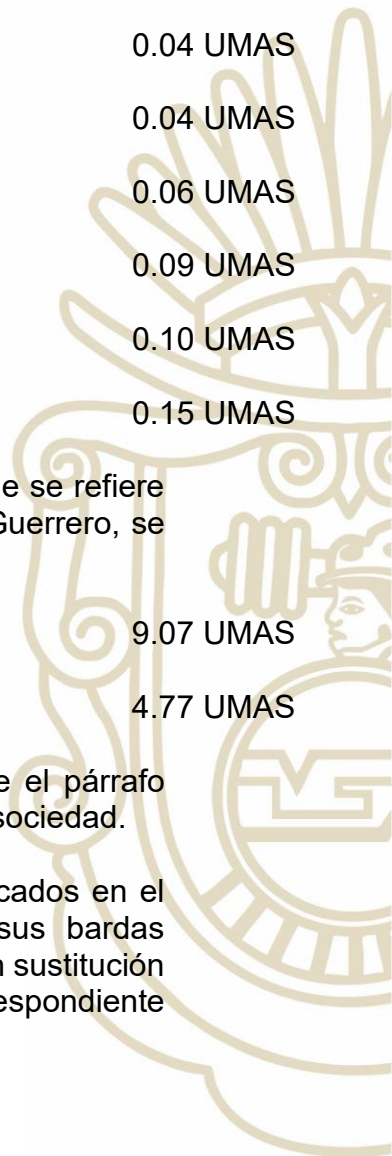 0.04 UMAS
0.04 UMAS
0.06 UMAS
0.09 UMAS
0.10 UMAS
0.15 UMAS
e se refiere
Guerrero, se
9.07 UMAS
4.77 UMAS
e el párrafo
sociedad.
cados en el
sus bardas
n sustitución
espondiente